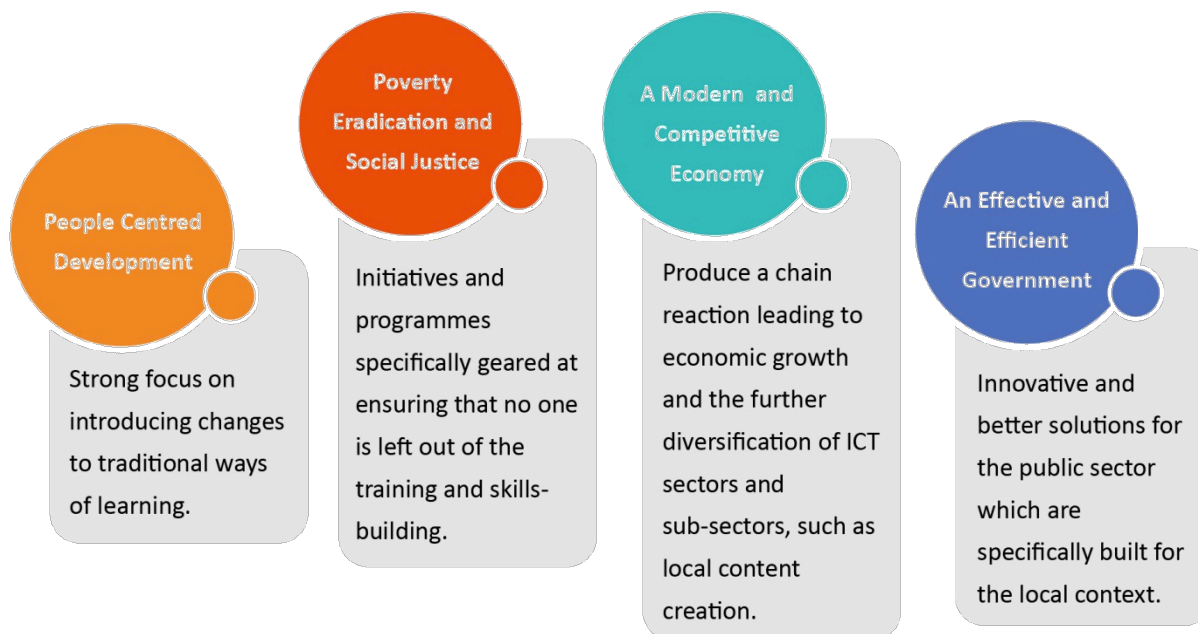 People Centred
Development
Strong focus on
introducing changes
to traditional ways
of learning.
Poverty
Eradication and
Social Justice
Initiatives and
programmes
specifically geared at
ensuring that no one
is left out of the
training and skills-
building.
A Modern and
Competitive
Economy
Produce a chain
reaction leading to
economic growth
and the further
diversification of ICT
sectors and
sub-sectors, such as
local content
creation.
An Effective and
Efficient
Government
Innovative and
better solutions for
the public sector
which are
specifically built for
the local context.